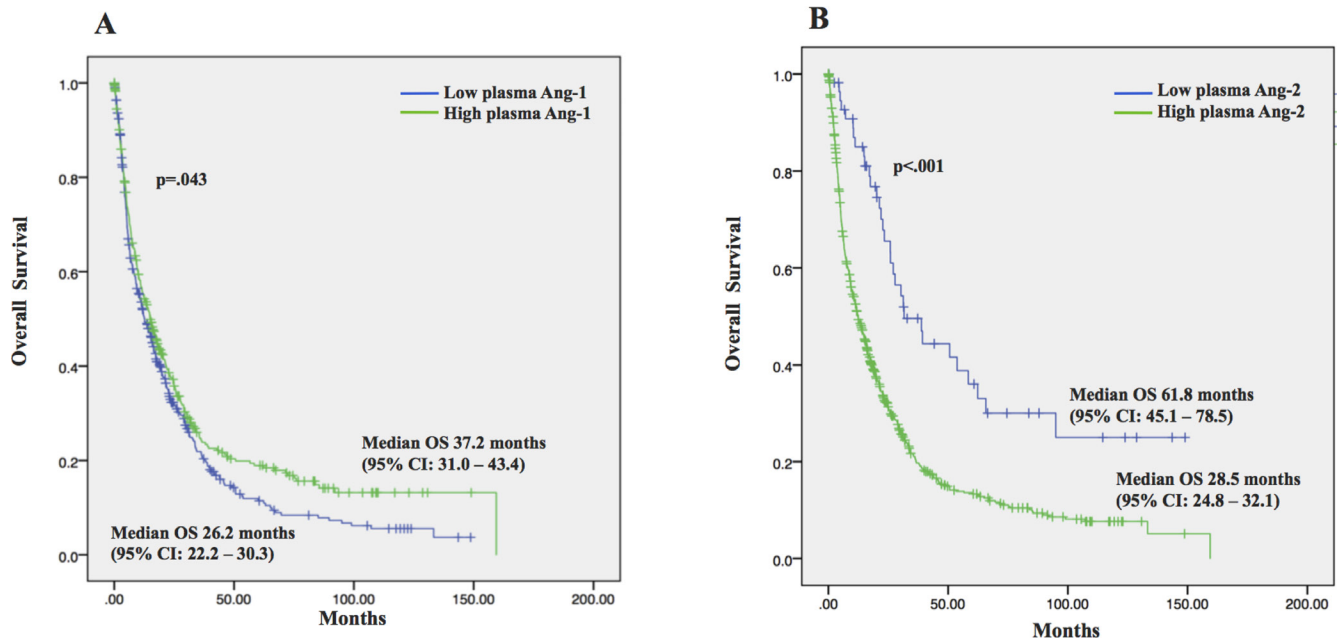 A
Low plasma Ang-1
High plasma Ang-1
p=.043
Median OS 37.2 months
(95% CI: 31.0 – 43.4)
Median OS 26.2 months
(95% CI: 22.2 – 30.3)
Overall Survival
1.0
0.8
0.6
0.4
0.2
0.0
.00
50.00
100.00
150.00
200.00
Months
B
Low plasma Ang-2
High plasma Ang-2
p<.001
Median OS 61.8 months
(95% CI: 45.1 – 78.5)
Median OS 28.5 months
(95% CI: 24.8 – 32.1)
Overall Survival
1.0
0.8
0.6
0.4
0.2
0.0
.00
50.00
100.00
150.00
200.00
Months